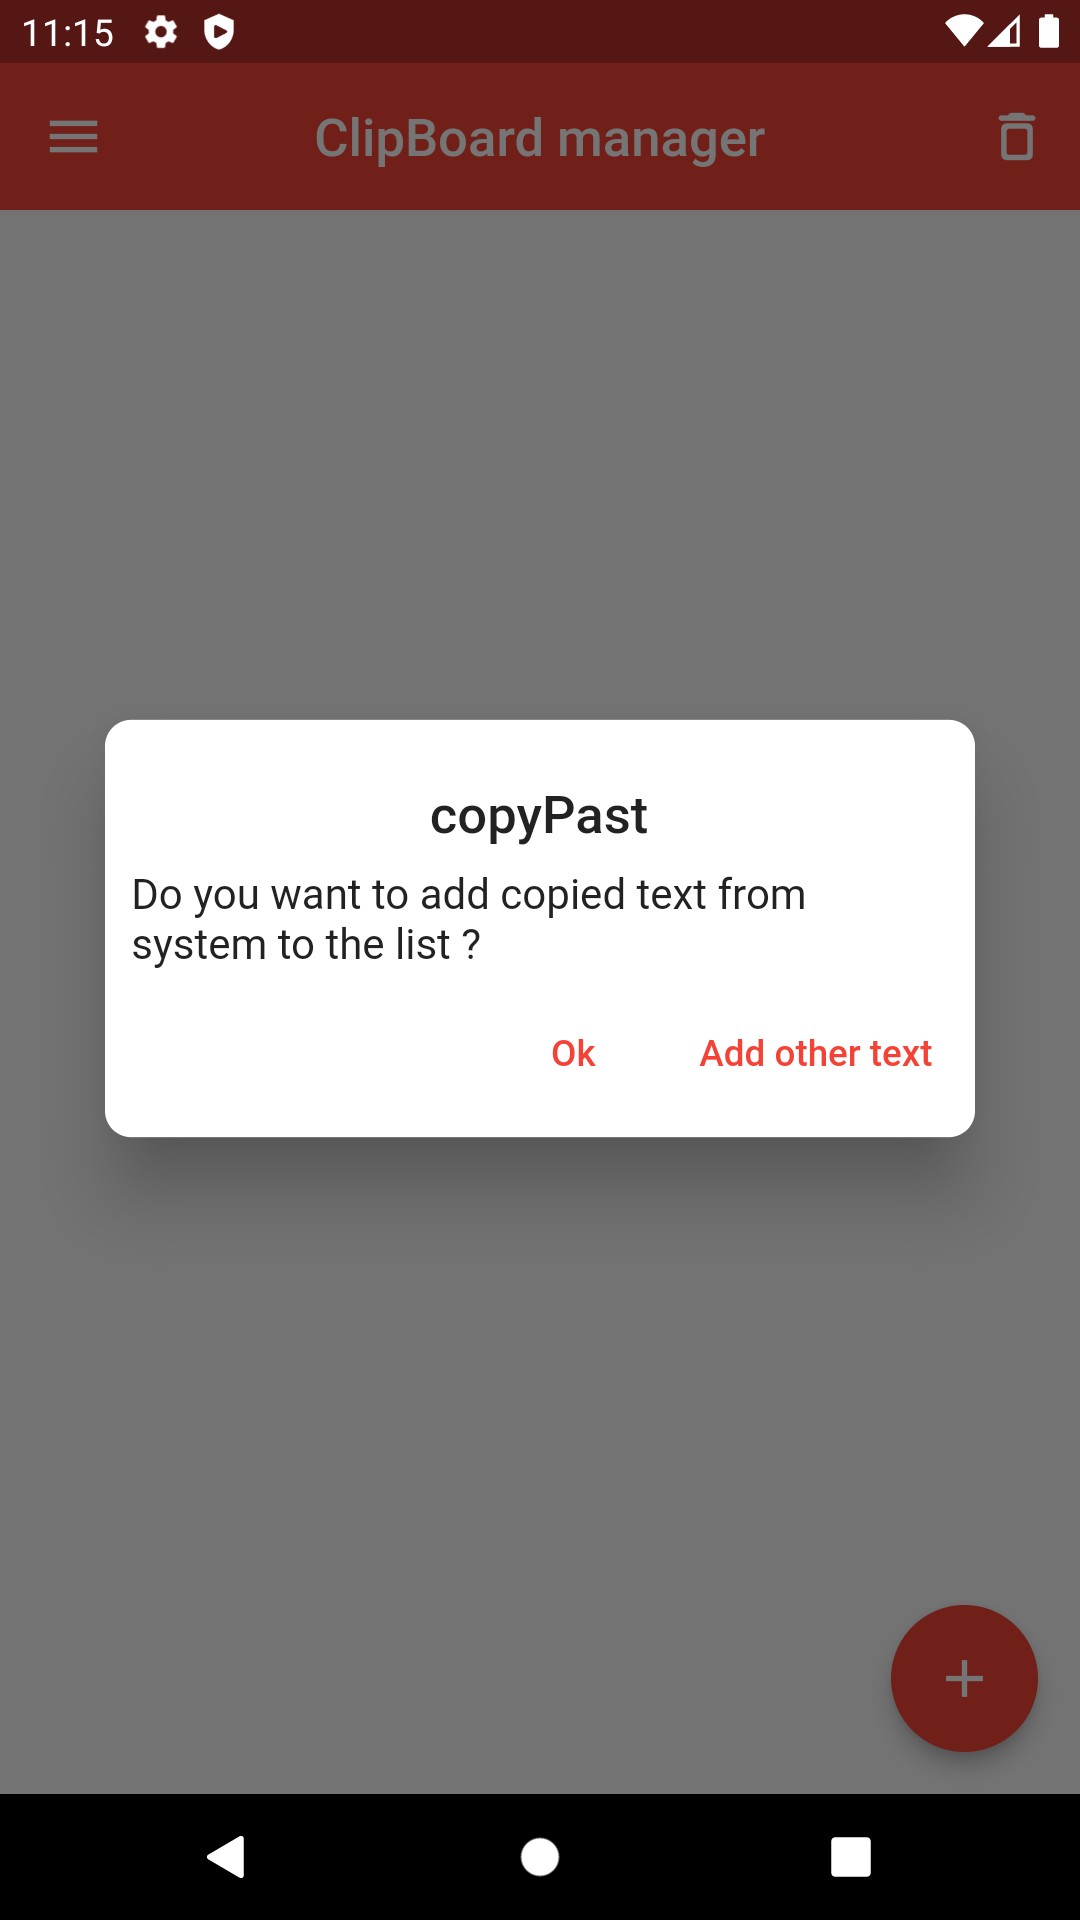 11:15
ClipBoard manager
copyPast
Do you want to add copied text from
system to the list ?
Ok
Add other text